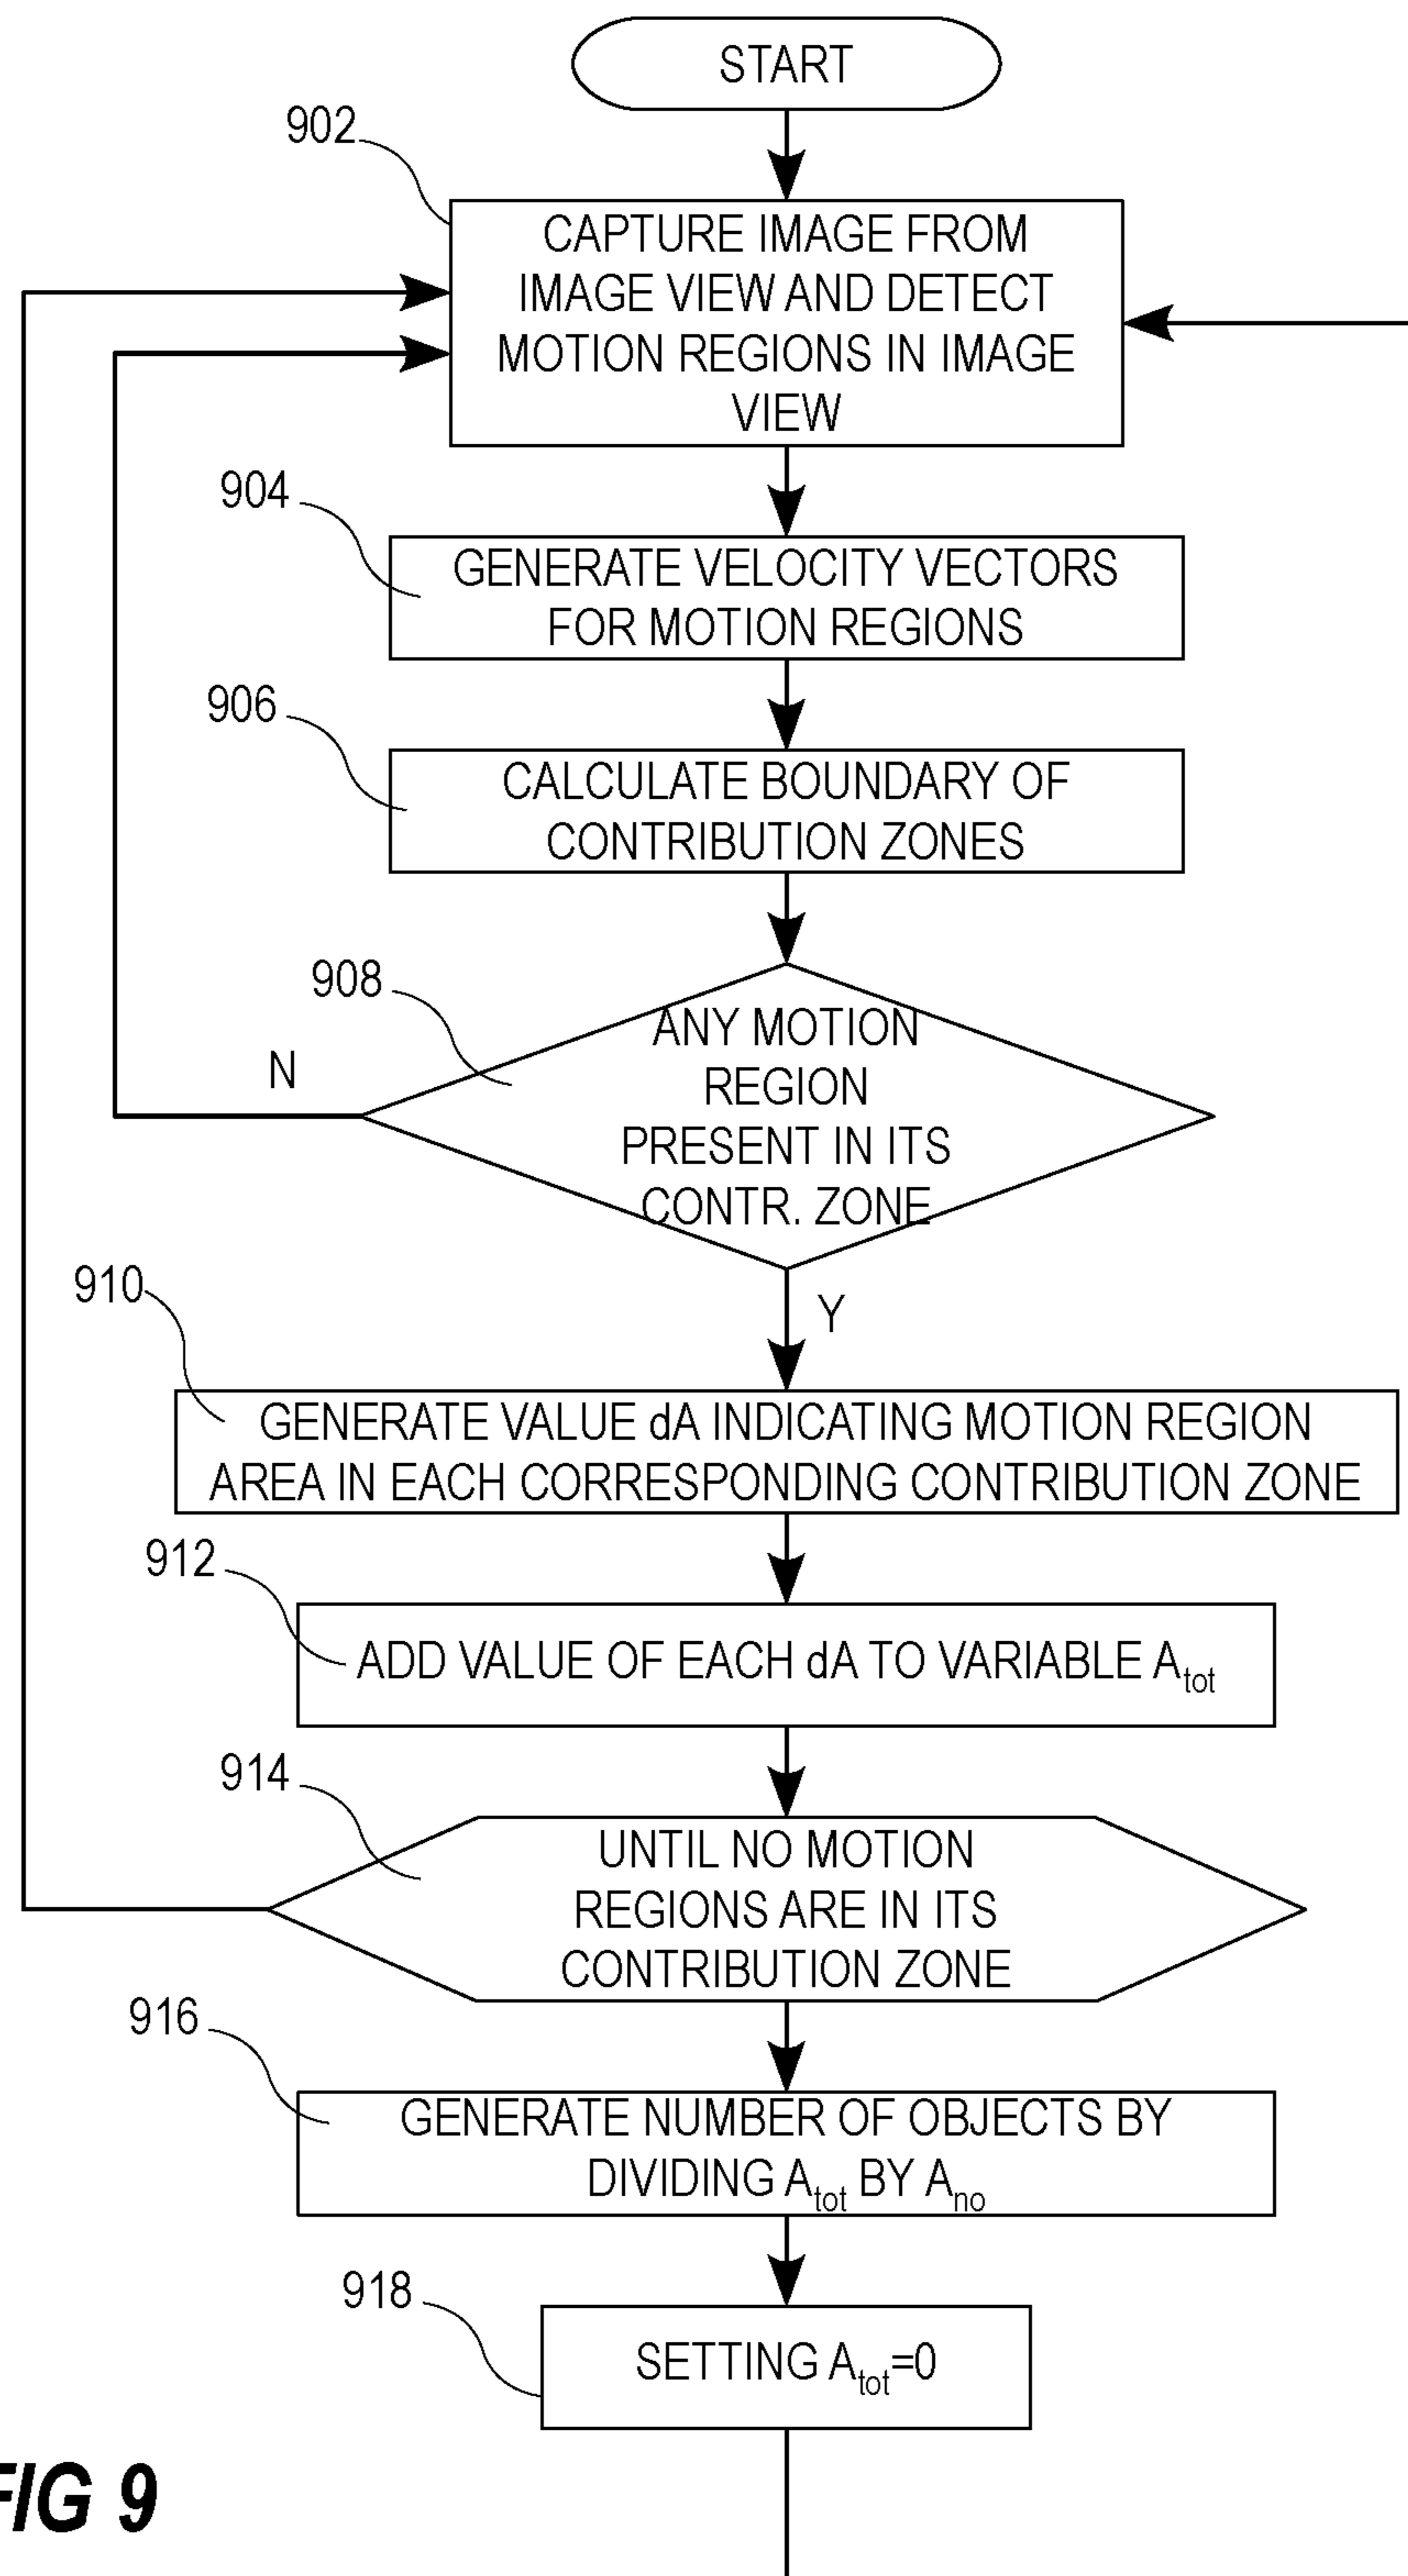 START
902
CAPTURE IMAGE FROM
IMAGE VIEW AND DETECT
MOTION REGIONS IN IMAGE
VIEW
904
GENERATE VELOCITY VECTORS
FOR MOTION REGIONS
906
CALCULATE BOUNDARY OF
CONTRIBUTION ZONES
908
ANY MOTION
REGION
PRESENT IN ITS
CONTR. ZONE
N
Y
910
GENERATE VALUE dA INDICATING MOTION REGION
AREA IN EACH CORRESPONDING CONTRIBUTION ZONE
912
ADD VALUE OF EACH dA TO VARIABLE Atot
914
UNTIL NO MOTION
REGIONS ARE IN ITS
CONTRIBUTION ZONE
916
GENERATE NUMBER OF OBJECTS BY
DIVIDING Atot BY Ano
918
SETTING Atot=0
FIG 9